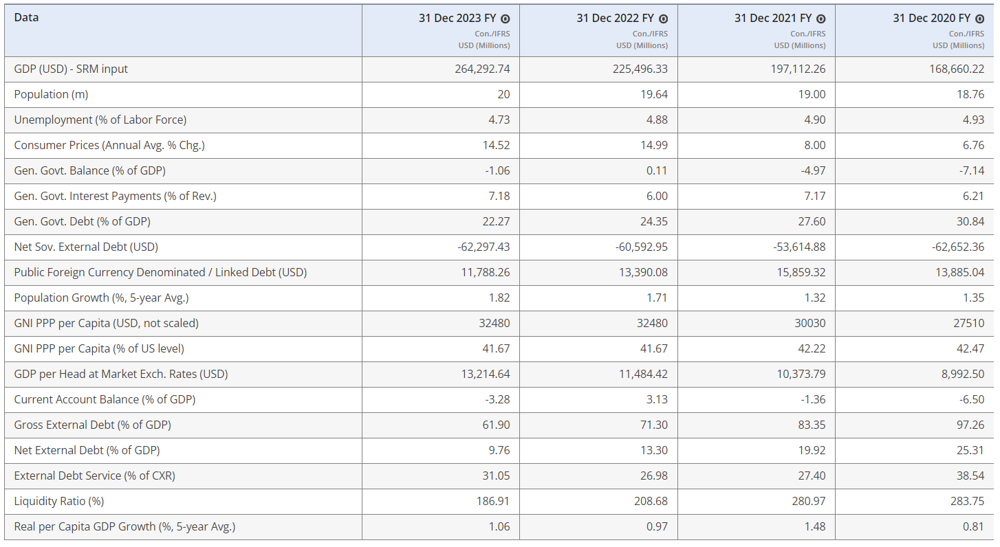 Data 31 Dec 2023 FY 31 Dec 2022 FY 31 Dec 2021 FY 31 Dec 2020 FY
Con./IFRS Con./IFRS Con./IFRS Con./IFRS
USD (Millions) USD (Millions) USD (Millions) USD (Millions)
GDP (USD) - SRM input 264,292.74 225,496.33 197,112.26 168,660.22
Population (m) 20 19.64 19.00 18.76
Unemployment (% of Labor Force) 4.73 4.88 4.90 4.93
Consumer Prices (Annual Avg. % Chg.) 14.52 14.99 8.00 6.76
Gen. Govt. Balance (% of GDP) -1.06 0.11 -4.97 -7.14
Gen. Govt. Interest Payments (% of Rev.) 7.18 6.00 7.17 6.21
Gen. Govt. Debt (% of GDP) 22.27 24.35 27.60 30.84
Net Sov. External Debt (USD) -62,297.43 -60,592.95 -53,614.88 -62,652.36
Public Foreign Currency Denominated / Linked Debt (USD) 11,788.26 13,390.08 15,859.32 13,885.04
Population Growth (%, 5-year Avg.) 1.82 1.71 1.32 1.35
GNI PPP per Capita (USD, not scaled) 32480 32480 30030 27510
GNI PPP per Capita (% of US level) 41.67 41.67 42.22 42.47
GDP per Head at Market Exch. Rates (USD) 13,214.64 11,484.42 10,373.79 8,992.50
Current Account Balance (% of GDP) -3.28 3.13 -1.36 -6.50
Gross External Debt (% of GDP) 61.90 71.30 83.35 97.26
Net External Debt (% of GDP) 9.76 13.30 19.92 25.31
External Debt Service (% of CXR) 31.05 26.98 27.40 38.54
Liquidity Ratio (%) 186.91 208.68 280.97 283.75
Real per Capita GDP Growth (%, 5-year Avg.) 1.06 0.97 1.48 0.81